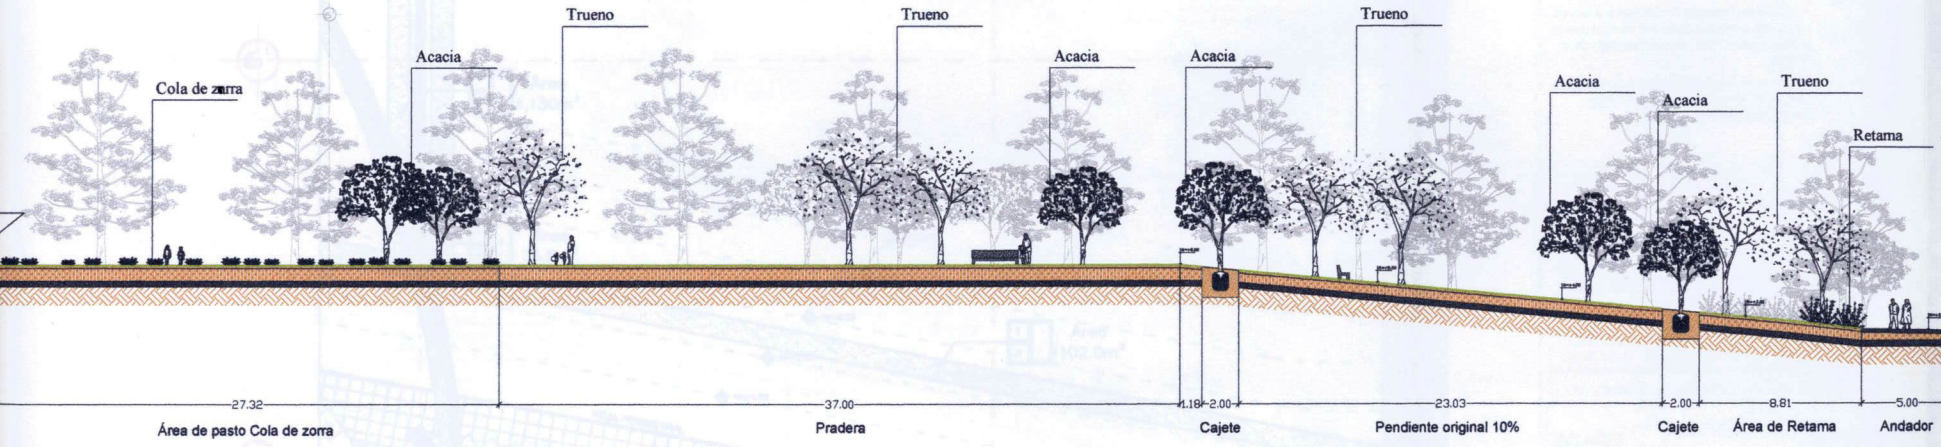 Trueno
Trueno
Trueno
Acacia
Acacia
Acacia
Cola de zorra
Acacia
Acacia
Trueno
Retama
27.32
37.00
1.18
2.00
23.03
2.00
8.81
5.00
Área de pasto Cola de zorra
Pradera
Cajete
Pendiente original 10%
Cajete
Área de Retama
Andador